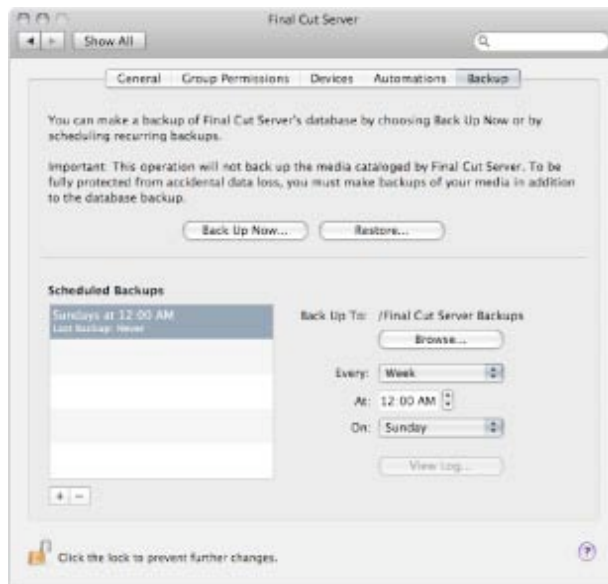 Final Cut Server
Show All
General Group Permissions Devices Automations Backup
You can make a backup of Final Cut Server's database by choosing Back Up Now or by
scheduling recurring backups.
Important: This operation will not back up the media cataloged by Final Cut Server. To be
fully protected from accidental data loss, you must make backups of your media in addition
to the database backup.
Back Up Now... Restore...
Scheduled Backups
Sundays at 12:00 AM
Last Backup: Never
Back Up To: /Final Cut Server Backups
Browse...
Every: Week
At: 12:00 AM
On: Sunday
View Log...
+ −
Click the lock to prevent further changes.
?